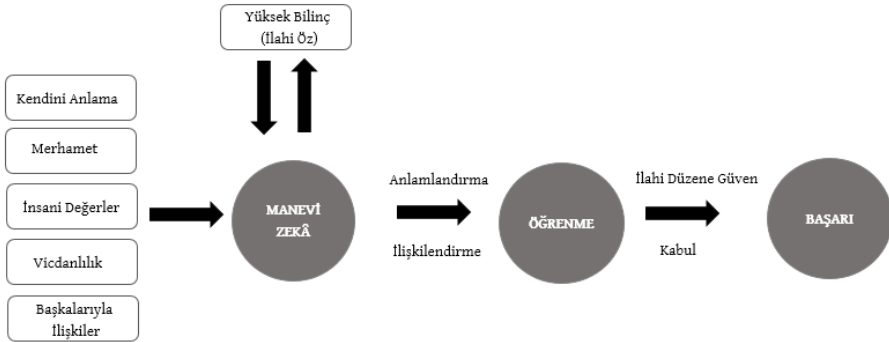 Yüksek Bilinç
(İlahi Öz)
Kendini Anlama
Merhamet
İnsani Değerler
Vicdanlılık
Başkalarıyla
İlişkiler
MANEVİ
ZEKÂ
Anlamlandırma
İlişkilendirme
ÖĞRENME
İlahi Düzene Güven
Kabul
BAŞARI